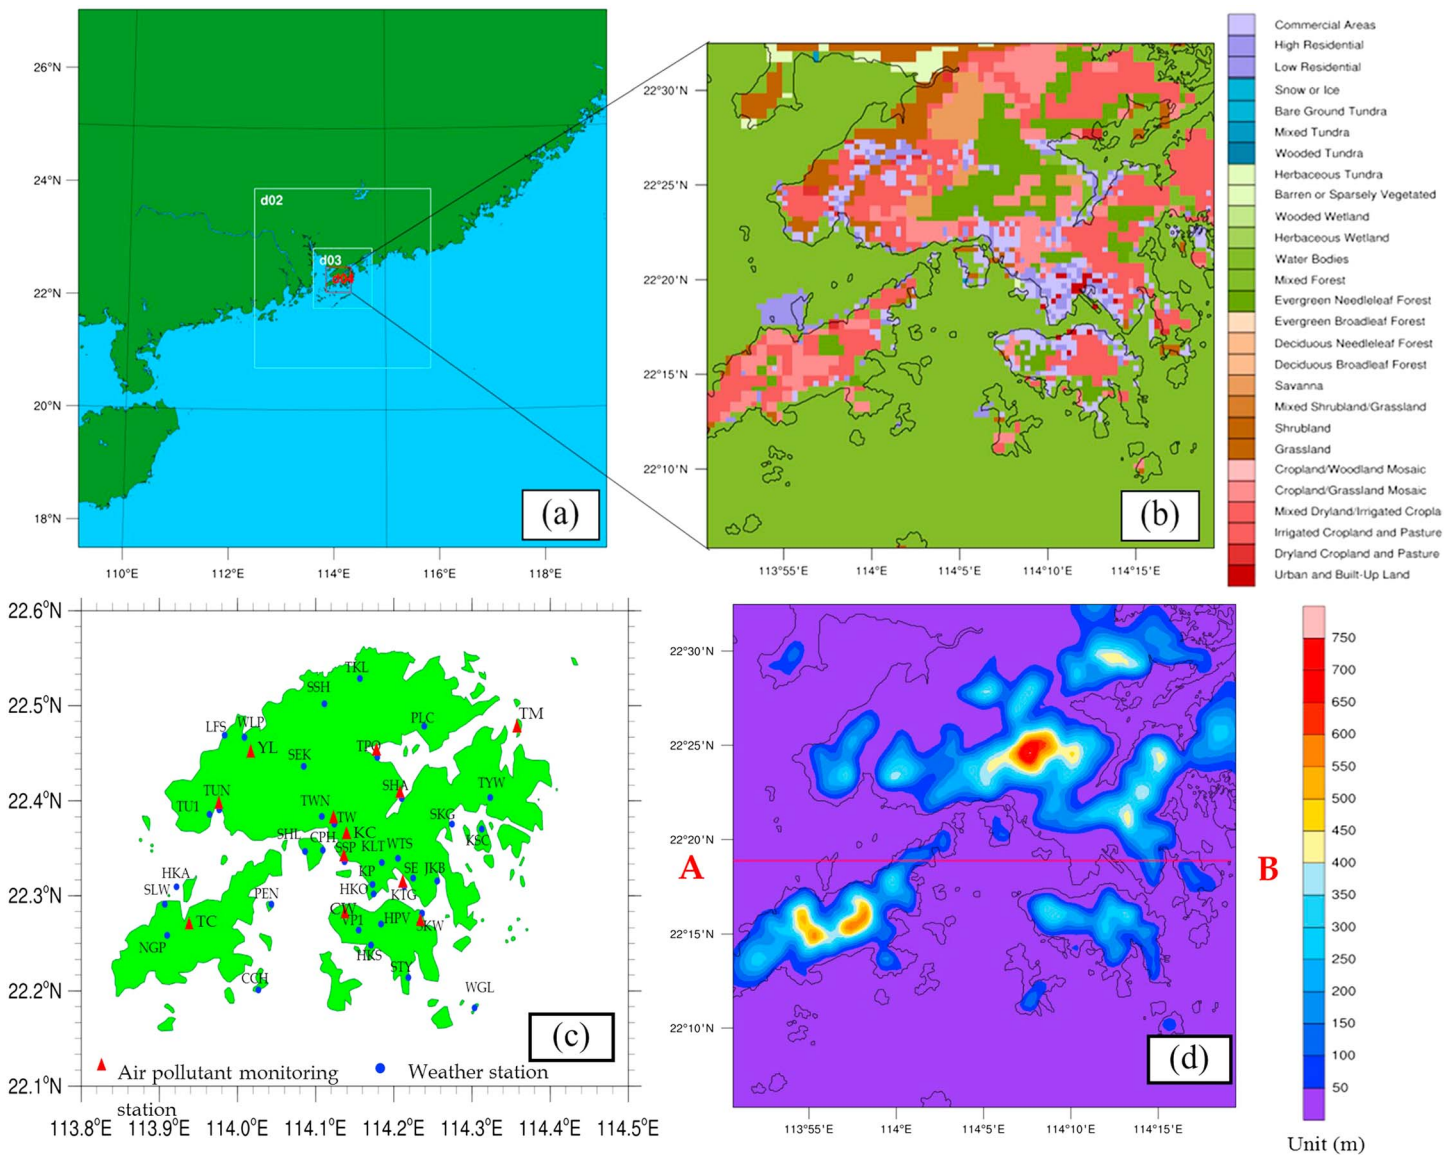 26°N
24°N
22°N
20°N
18°N
110°E
112°E
114°E
116°E
118°E
d02
d03
(a)
22°30'N
22°25'N
22°20'N
22°15'N
22°10'N
113°55'E
114°E
114°5'E
114°10'E
114°15'E
(b)
Commercial Areas
High Residential
Low Residential
Snow or Ice
Bare Ground Tundra
Mixed Tundra
Wooded Tundra
Herbaceous Tundra
Barren or Sparsely Vegetated
Wooded Wetland
Herbaceous Wetland
Water Bodies
Mixed Forest
Evergreen Needleleaf Forest
Evergreen Broadleaf Forest
Deciduous Needleleaf Forest
Deciduous Broadleaf Forest
Savanna
Mixed Shrubland/Grassland
Shrubland
Grassland
Cropland/Woodland Mosaic
Cropland/Grassland Mosaic
Mixed Dryland/Irrigated Cropla
Irrigated Cropland and Pasture
Dryland Cropland and Pasture
Urban and Built-Up Land
22.6°N
22.5°N
22.4°N
22.3°N
22.2°N
22.1°N
113.8°E
113.9°E
114.0°E
114.1°E
114.2°E
114.3°E
114.4°E
114.5°E
TKL
SSH
LFS
WLP
YL
SEK
PLC
TM
TPO
TUN
TU1
SHA
TYW
TWN
TW
SKG
KSC
SHL
CPH
KC
SSP
KLT
WTS
HKA
SLW
KP
SE
JKB
PEN
HKO
KTG
TC
CW
VP1
HPV
SKW
NGP
HKS
STY
CCH
WGL
(c)
Air pollutant monitoring
station
Weather station
22°30'N
22°25'N
22°20'N
22°15'N
22°10'N
113°55'E
114°E
114°5'E
114°10'E
114°15'E
A
B
(d)
750
700
650
600
550
500
450
400
350
300
250
200
150
100
50
Unit (m)